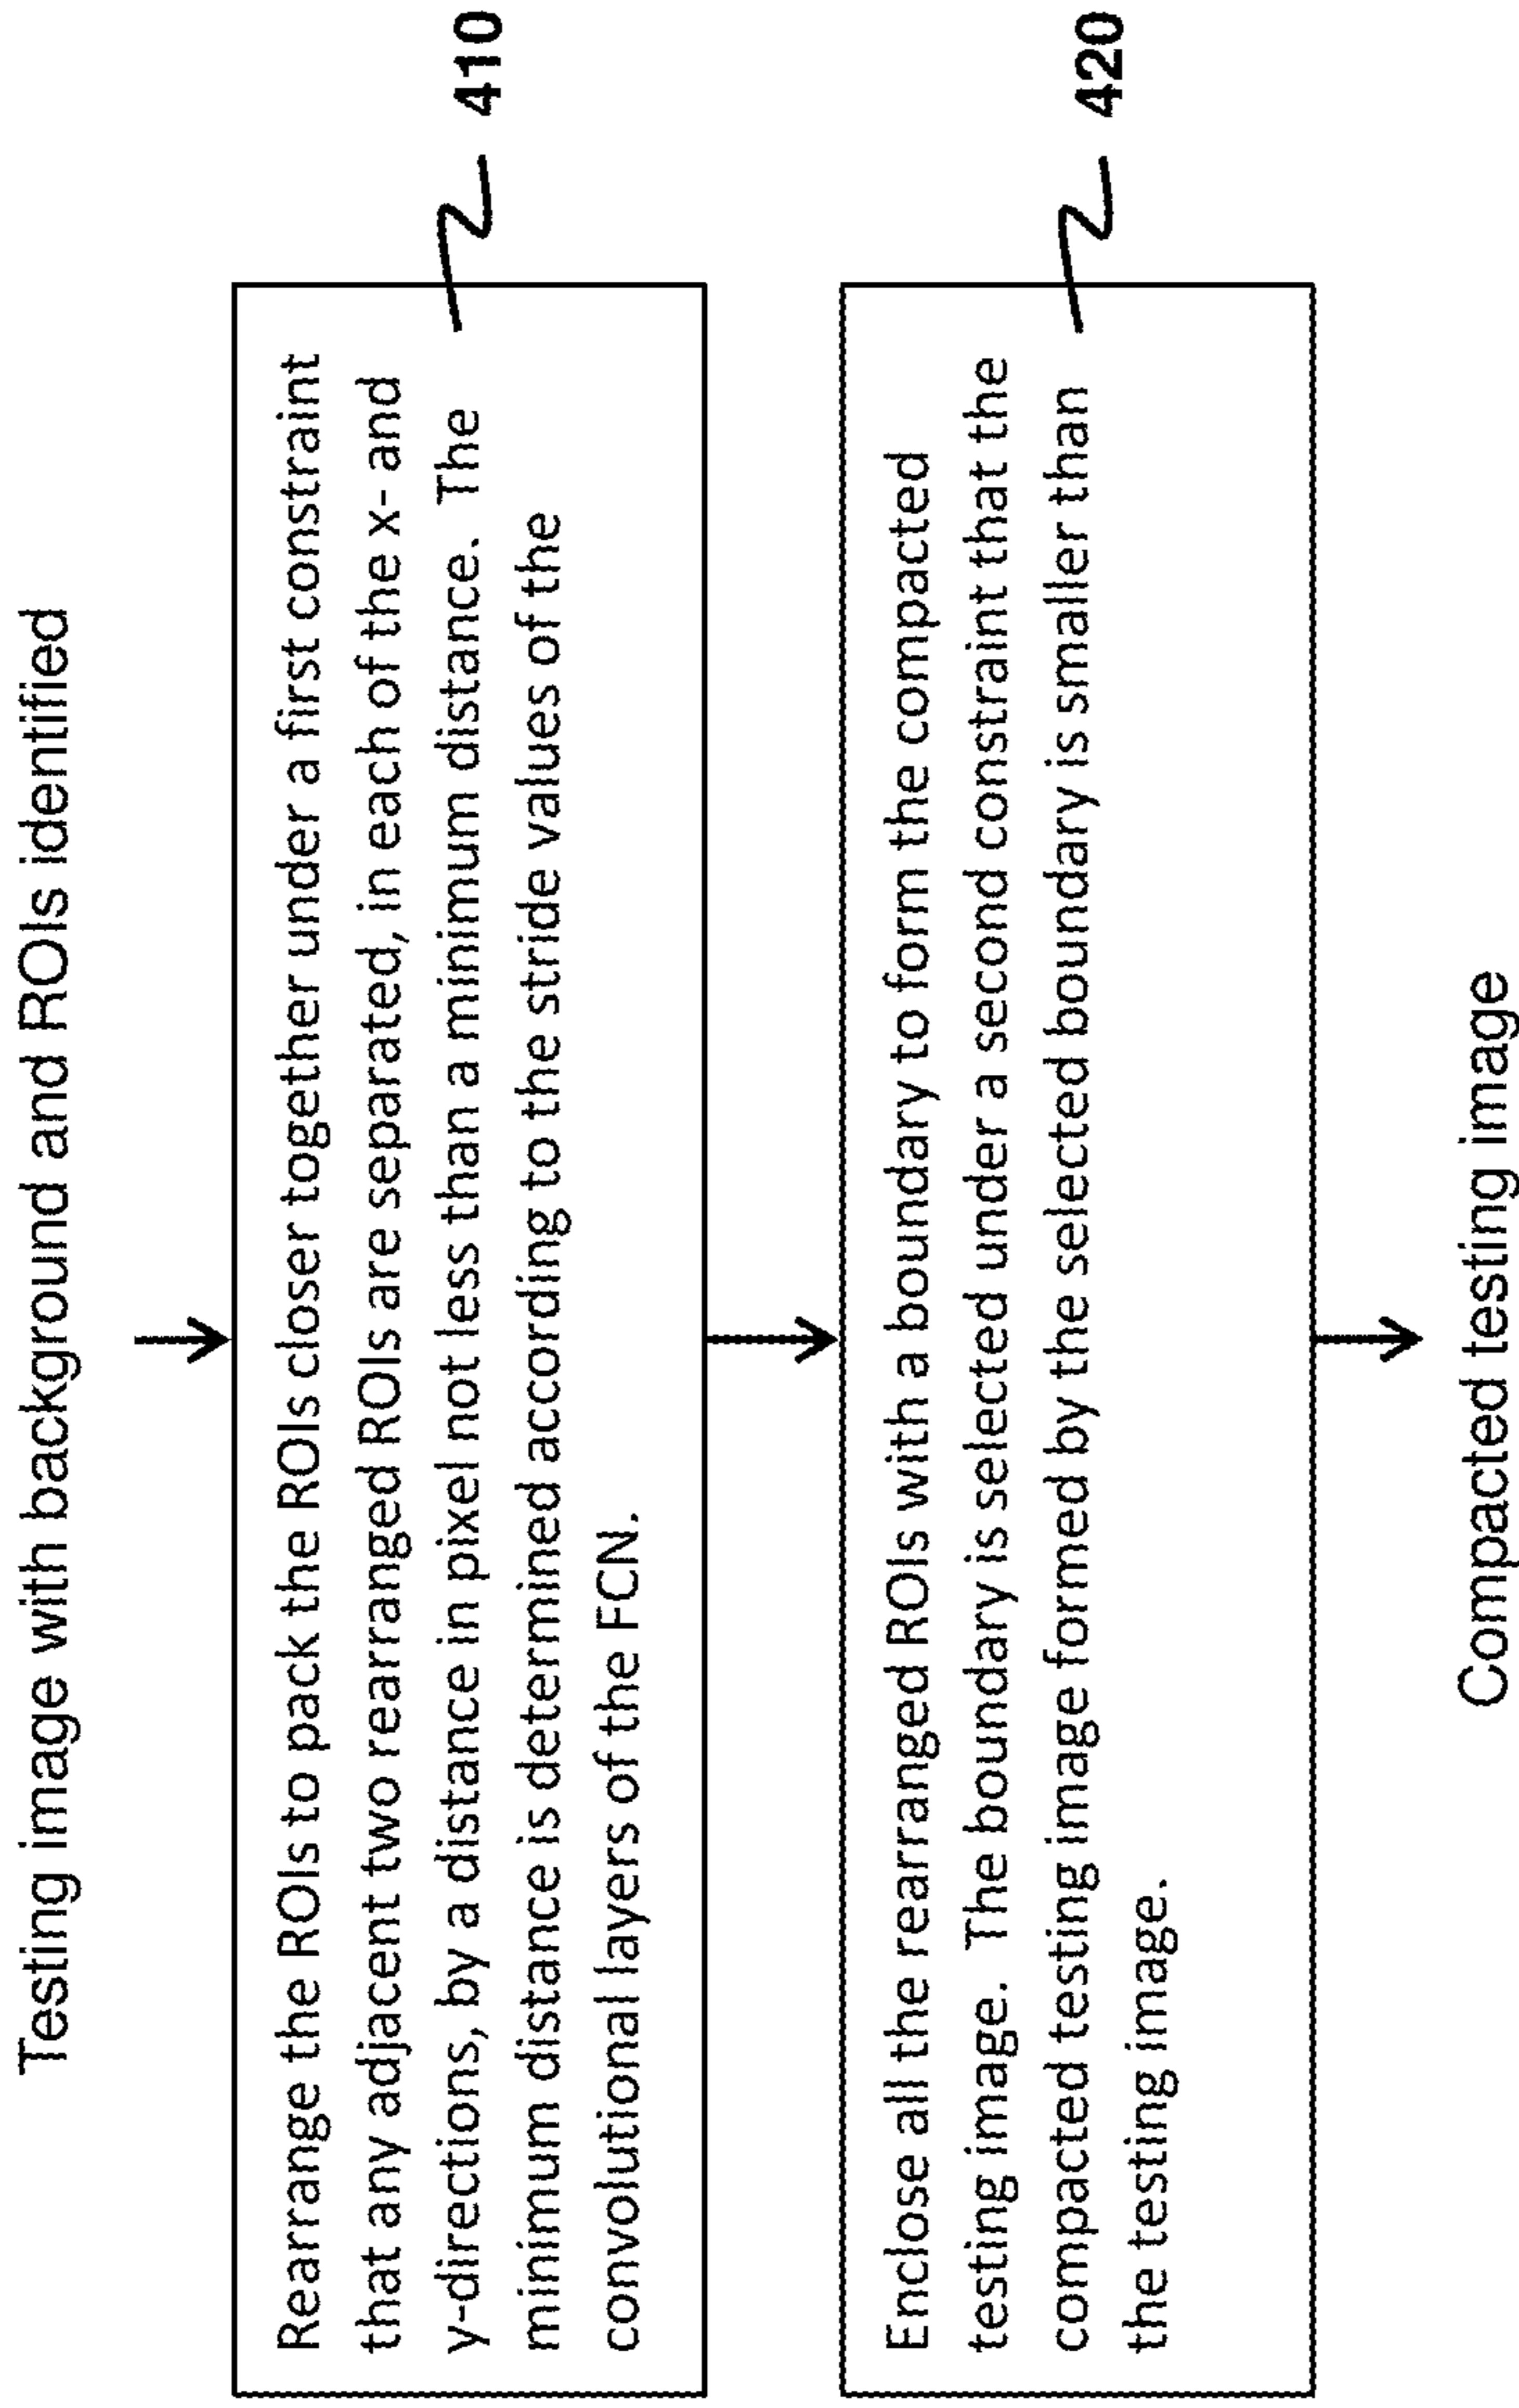 Testing image with background and ROIs identified
Rearrange the ROIs to pack the ROIs closer together under a first constraint
that any adjacent two rearranged ROIs are separated, in each of the x- and
y-directions, by a distance in pixel not less than a minimum distance. The
minimum distance is determined according to the stride values of the
convolutional layers of the FCN.
410
Enclose all the rearranged ROIs with a boundary to form the compacted
testing image. The boundary is selected under a second constraint that the
compacted testing image formed by the selected boundary is smaller than
the testing image.
420
Compacted testing image